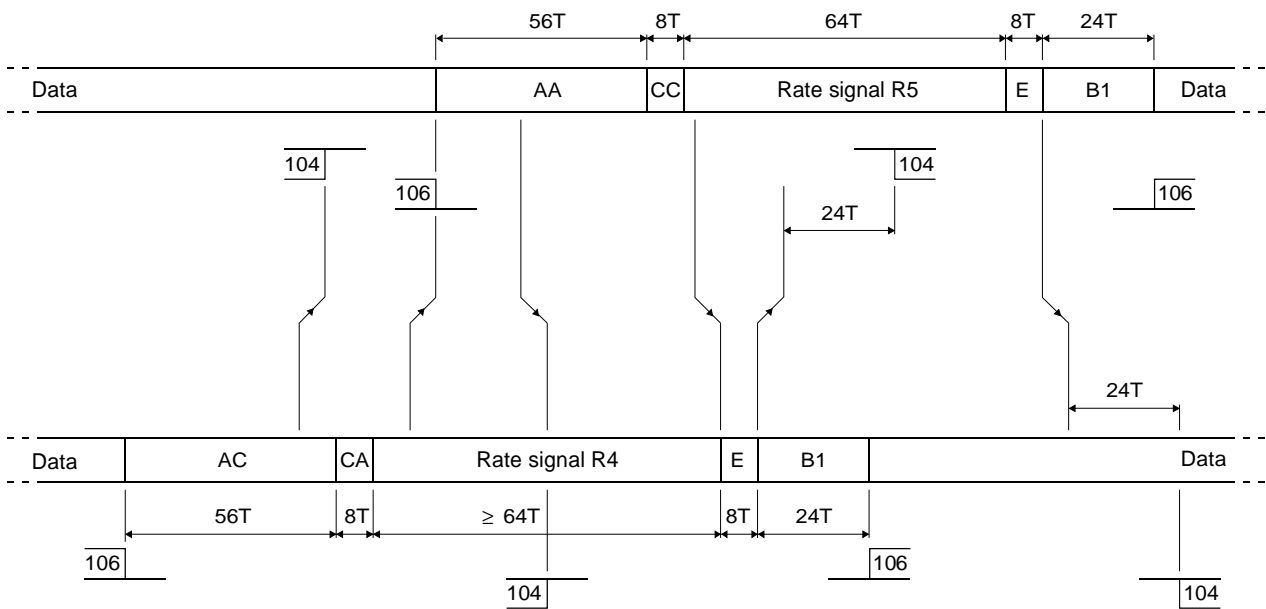 56T 8T 64T 8T 24T
Data AA CC Rate signal R5 E B1 Data
104 104
106 106
24T
24T
Data AC CA Rate signal R4 E B1 Data
56T 8T ≥ 64T 8T 24T
106 106
104 104